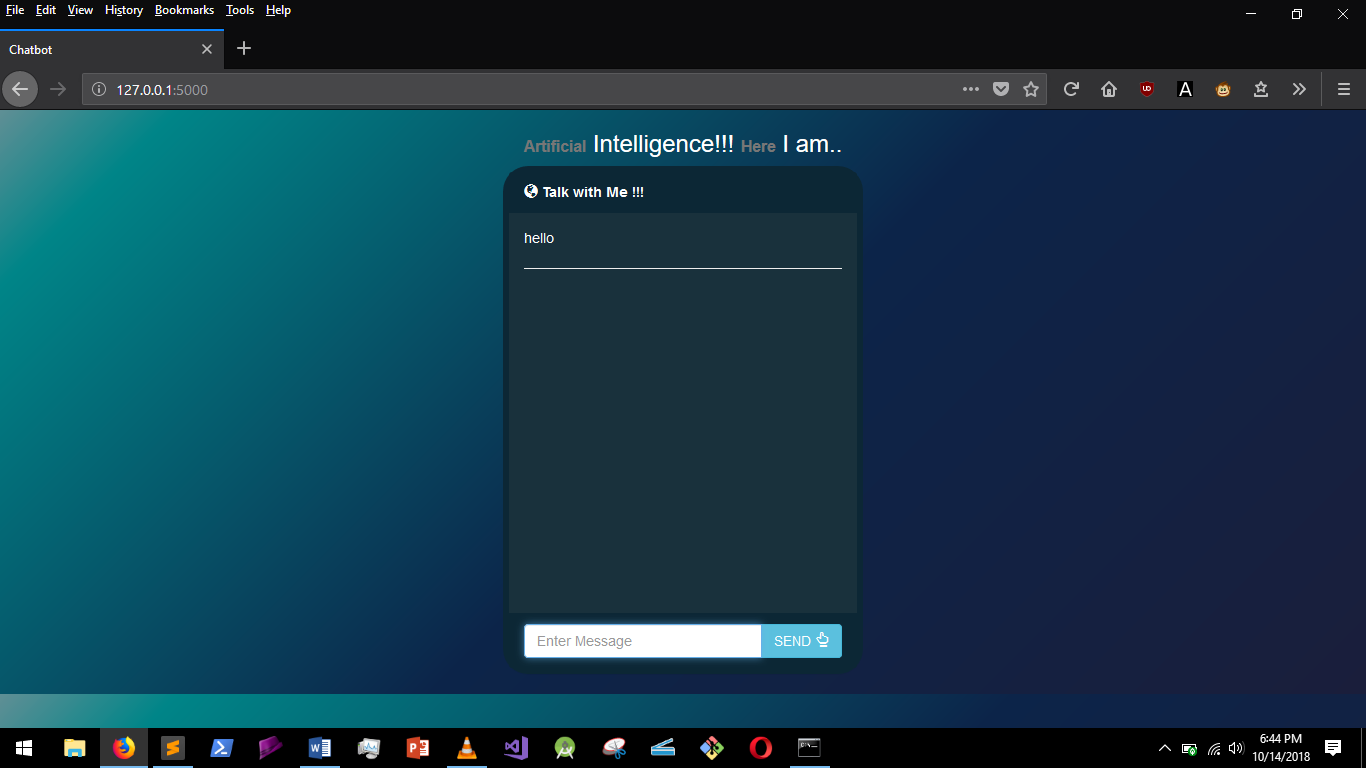 File Edit View History Bookmarks Tools Help
Chatbot
127.0.0.1:5000
Artificial Intelligence!!! Here I am..
Talk with Me !!!
hello
Enter Message
SEND
6:44 PM
10/14/2018